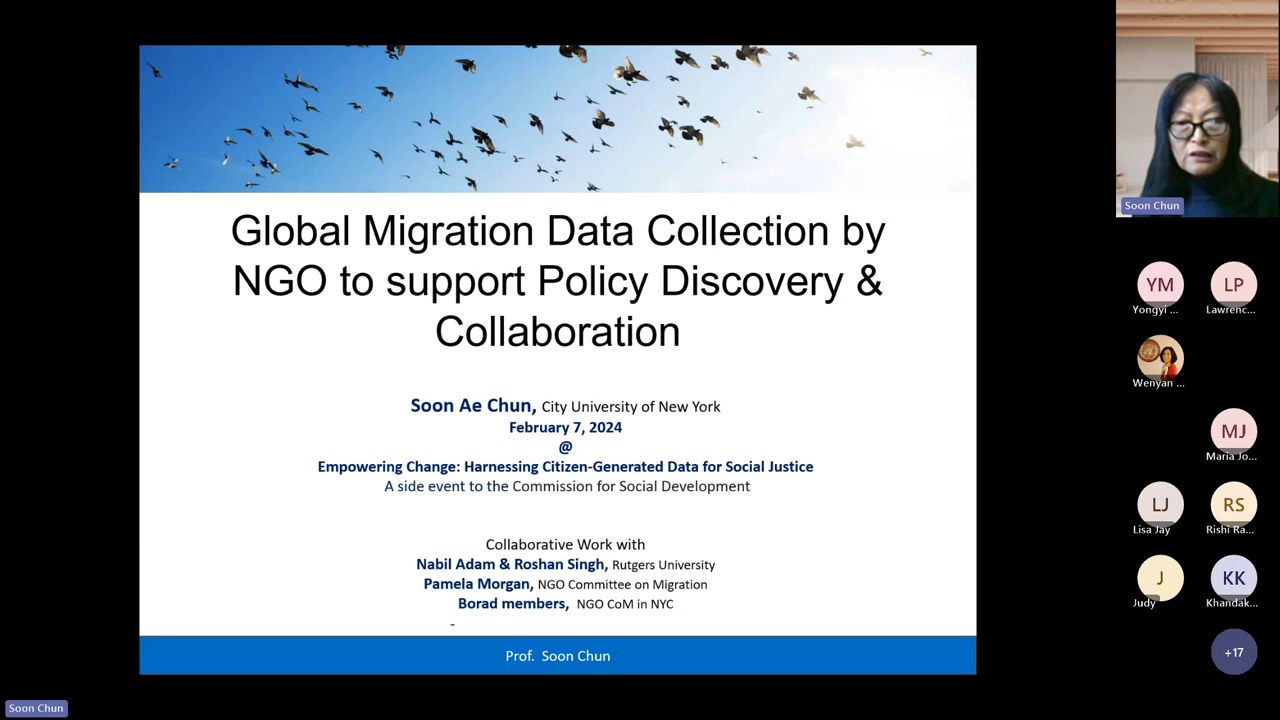 Global Migration Data Collection by
NGO to support Policy Discovery &
Collaboration
Soon Ae Chun, City University of New York
February 7, 2024
@
Empowering Change: Harnessing Citizen-Generated Data for Social Justice
A side event to the Commission for Social Development
Collaborative Work with
Nabil Adam & Roshan Singh, Rutgers University
Pamela Morgan, NGO Committee on Migration
Borad members, NGO CoM in NYC
-
Prof. Soon Chun
Soon Chun
YM
Yongyi ...
LP
Lawrenc...
Wenyan ...
MJ
Maria Jo...
LJ
Lisa Jay
RS
Rishi Ra...
J
Judy
KK
Khandak...
+17
Soon Chun